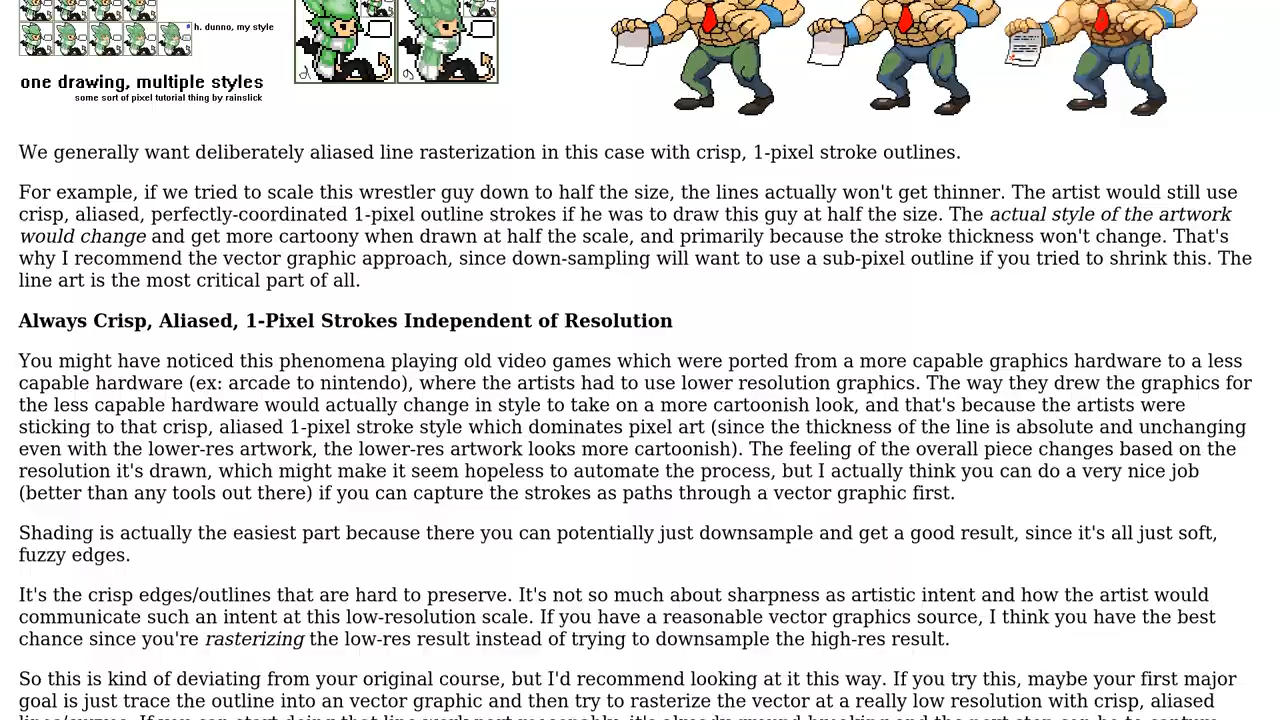 h. dunno, my style
one drawing, multiple styles
some sort of pixel tutorial thing by rainslick
We generally want deliberately aliased line rasterization in this case with crisp, 1-pixel stroke outlines.
For example, if we tried to scale this wrestler guy down to half the size, the lines actually won't get thinner. The artist would still use
crisp, aliased, perfectly-coordinated 1-pixel outline strokes if he was to draw this guy at half the size. The actual style of the artwork
would change and get more cartoony when drawn at half the scale, and primarily because the stroke thickness won't change. That's
why I recommend the vector graphic approach, since down-sampling will want to use a sub-pixel outline if you tried to shrink this. The
line art is the most critical part of all.
Always Crisp, Aliased, 1-Pixel Strokes Independent of Resolution
You might have noticed this phenomena playing old video games which were ported from a more capable graphics hardware to a less
capable hardware (ex: arcade to nintendo), where the artists had to use lower resolution graphics. The way they drew the graphics for
the less capable hardware would actually change in style to take on a more cartoonish look, and that's because the artists were
sticking to that crisp, aliased 1-pixel stroke style which dominates pixel art (since the thickness of the line is absolute and unchanging
even with the lower-res artwork, the lower-res artwork looks more cartoonish). The feeling of the overall piece changes based on the
resolution it's drawn, which might make it seem hopeless to automate the process, but I actually think you can do a very nice job
(better than any tools out there) if you can capture the strokes as paths through a vector graphic first.
Shading is actually the easiest part because there you can potentially just downsample and get a good result, since it's all just soft,
fuzzy edges.
It's the crisp edges/outlines that are hard to preserve. It's not so much about sharpness as artistic intent and how the artist would
communicate such an intent at this low-resolution scale. If you have a reasonable vector graphics source, I think you have the best
chance since you're rasterizing the low-res result instead of trying to downsample the high-res result.
So this is kind of deviating from your original course, but I'd recommend looking at it this way. If you try this, maybe your first major
goal is just trace the outline into an vector graphic and then try to rasterize the vector at a really low resolution with crisp, aliased